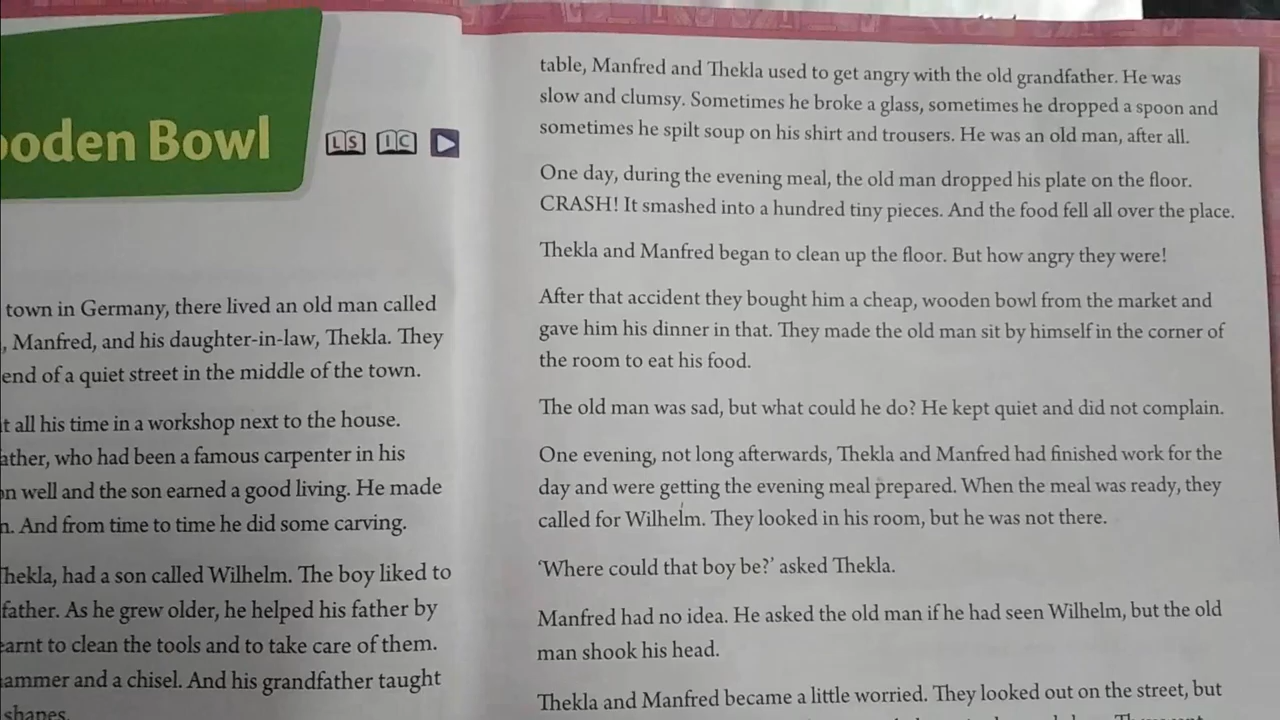 ooden Bowl
LS IC
town in Germany, there lived an old man called
, Manfred, and his daughter-in-law, Thekla. They
end of a quiet street in the middle of the town.
t all his time in a workshop next to the house.
ather, who had been a famous carpenter in his
on well and the son earned a good living. He made
n. And from time to time he did some carving.
Thekla, had a son called Wilhelm. The boy liked to
father. As he grew older, he helped his father by
earnt to clean the tools and to take care of them.
ammer and a chisel. And his grandfather taught
shapes.
table, Manfred and Thekla used to get angry with the old grandfather. He was
slow and clumsy. Sometimes he broke a glass, sometimes he dropped a spoon and
sometimes he spilt soup on his shirt and trousers. He was an old man, after all.
One day, during the evening meal, the old man dropped his plate on the floor.
CRASH! It smashed into a hundred tiny pieces. And the food fell all over the place.
Thekla and Manfred began to clean up the floor. But how angry they were!
After that accident they bought him a cheap, wooden bowl from the market and
gave him his dinner in that. They made the old man sit by himself in the corner of
the room to eat his food.
The old man was sad, but what could he do? He kept quiet and did not complain.
One evening, not long afterwards, Thekla and Manfred had finished work for the
day and were getting the evening meal prepared. When the meal was ready, they
called for Wilhelm. They looked in his room, but he was not there.
‘Where could that boy be?’ asked Thekla.
Manfred had no idea. He asked the old man if he had seen Wilhelm, but the old
man shook his head.
Thekla and Manfred became a little worried. They looked out on the street, but